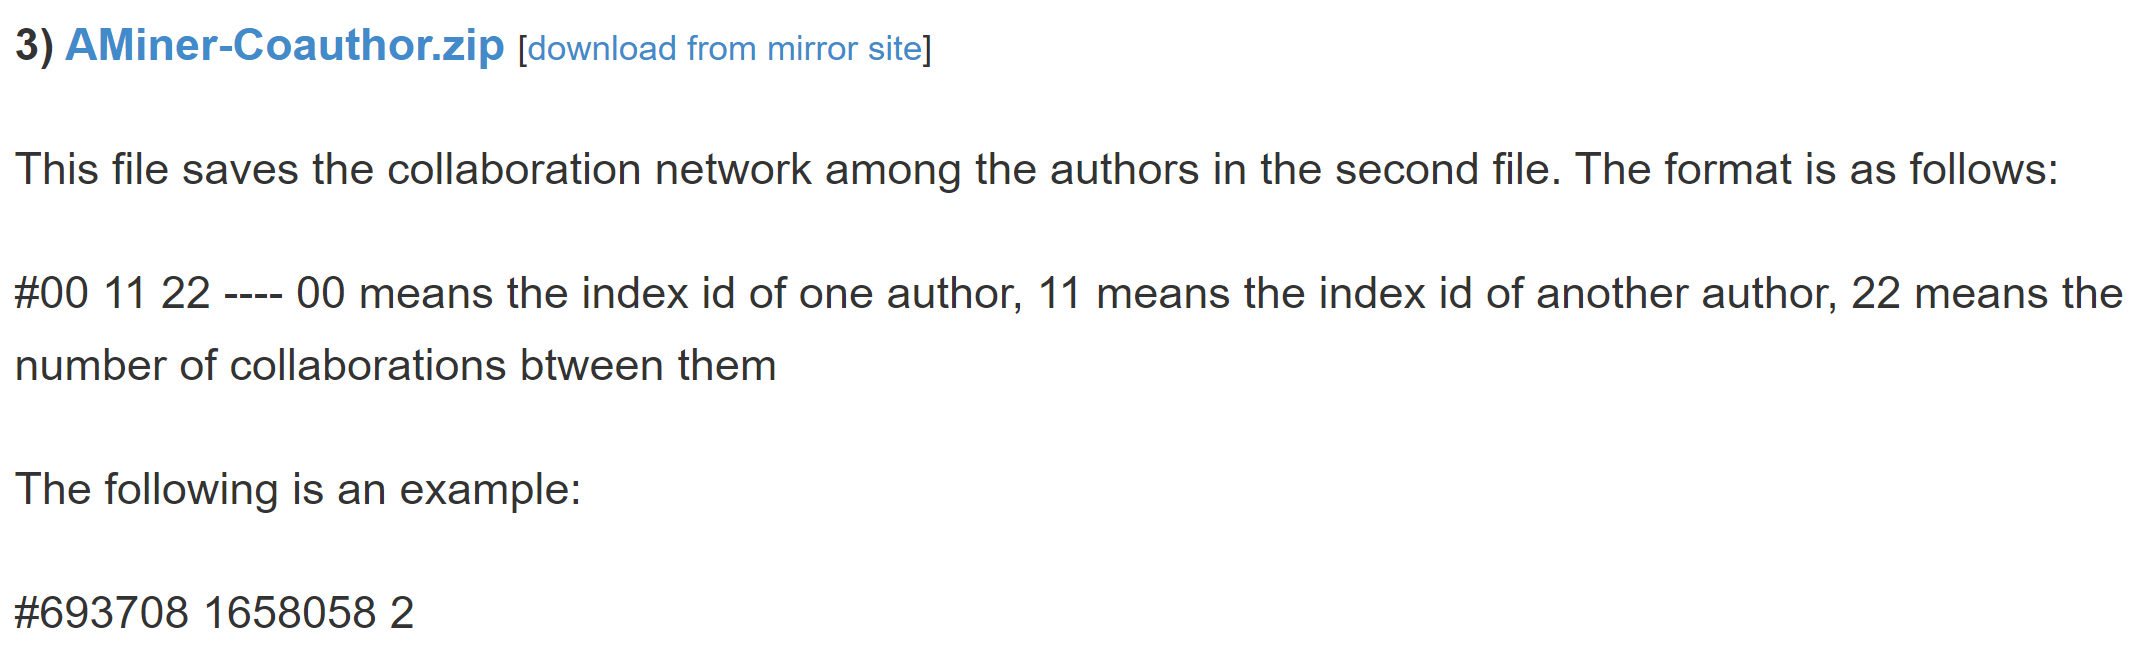 3) AMiner-Coauthor.zip [download from mirror site]
This file saves the collaboration network among the authors in the second file. The format is as follows:
#00 11 22 ---- 00 means the index id of one author, 11 means the index id of another author, 22 means the
number of collaborations btween them
The following is an example:
#693708 1658058 2